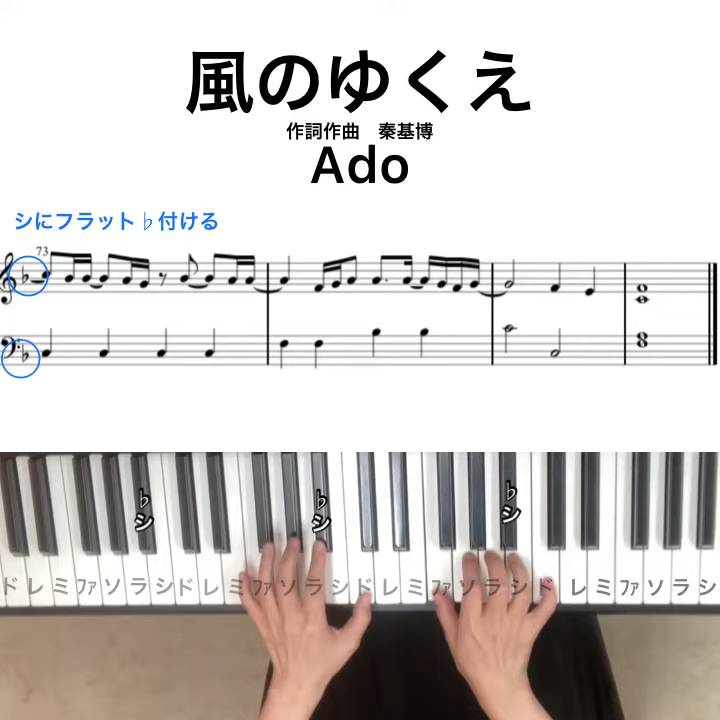 風のゆくえ
作詞作曲　秦基博
Ado
シにフラット♭付ける
73
♭シ ♭シ ♭シ
ドレミファソラシドレミファソラシドレミファソラシド レミファソラシ